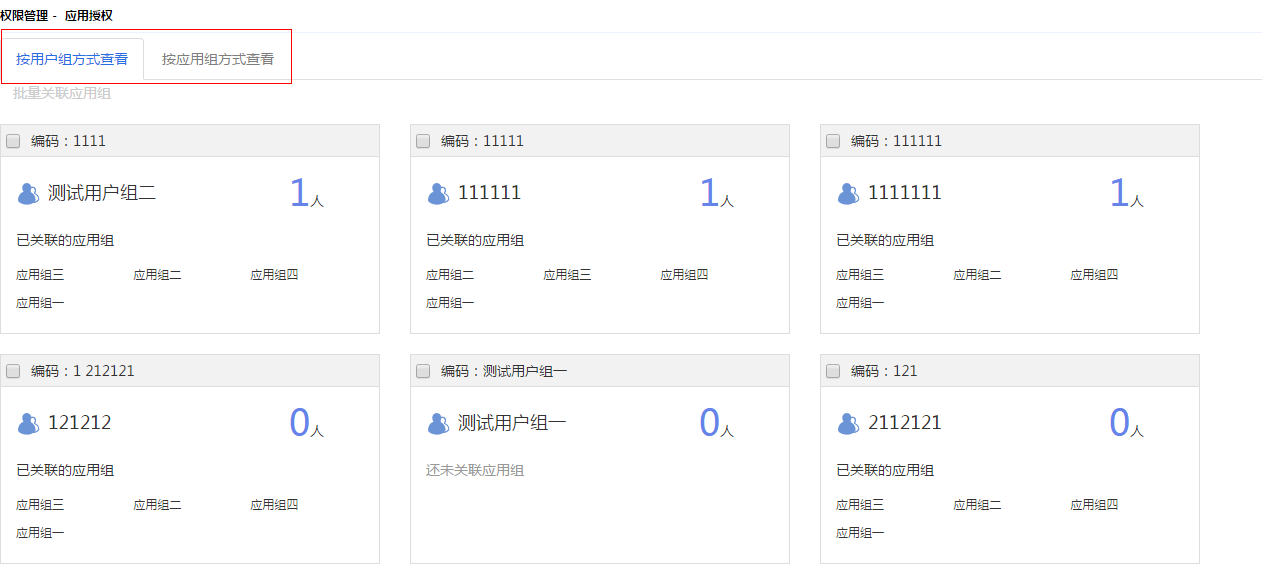 权限管理 - 应用授权
按用户组方式查看 按应用组方式查看
批量关联应用组
编码：1111 编码：11111 编码：111111
测试用户组二 1人 111111 1人 1111111 1人
已关联的应用组 已关联的应用组 已关联的应用组
应用组三 应用组二 应用组四 应用组二 应用组三 应用组四 应用组三 应用组二 应用组四
应用组一 应用组一 应用组一
编码：1 212121 编码：测试用户组一 编码：121
121212 0人 测试用户组一 0人 2112121 0人
已关联的应用组 还未关联应用组 已关联的应用组
应用组三 应用组二 应用组四 应用组三 应用组二 应用组四
应用组一 应用组一